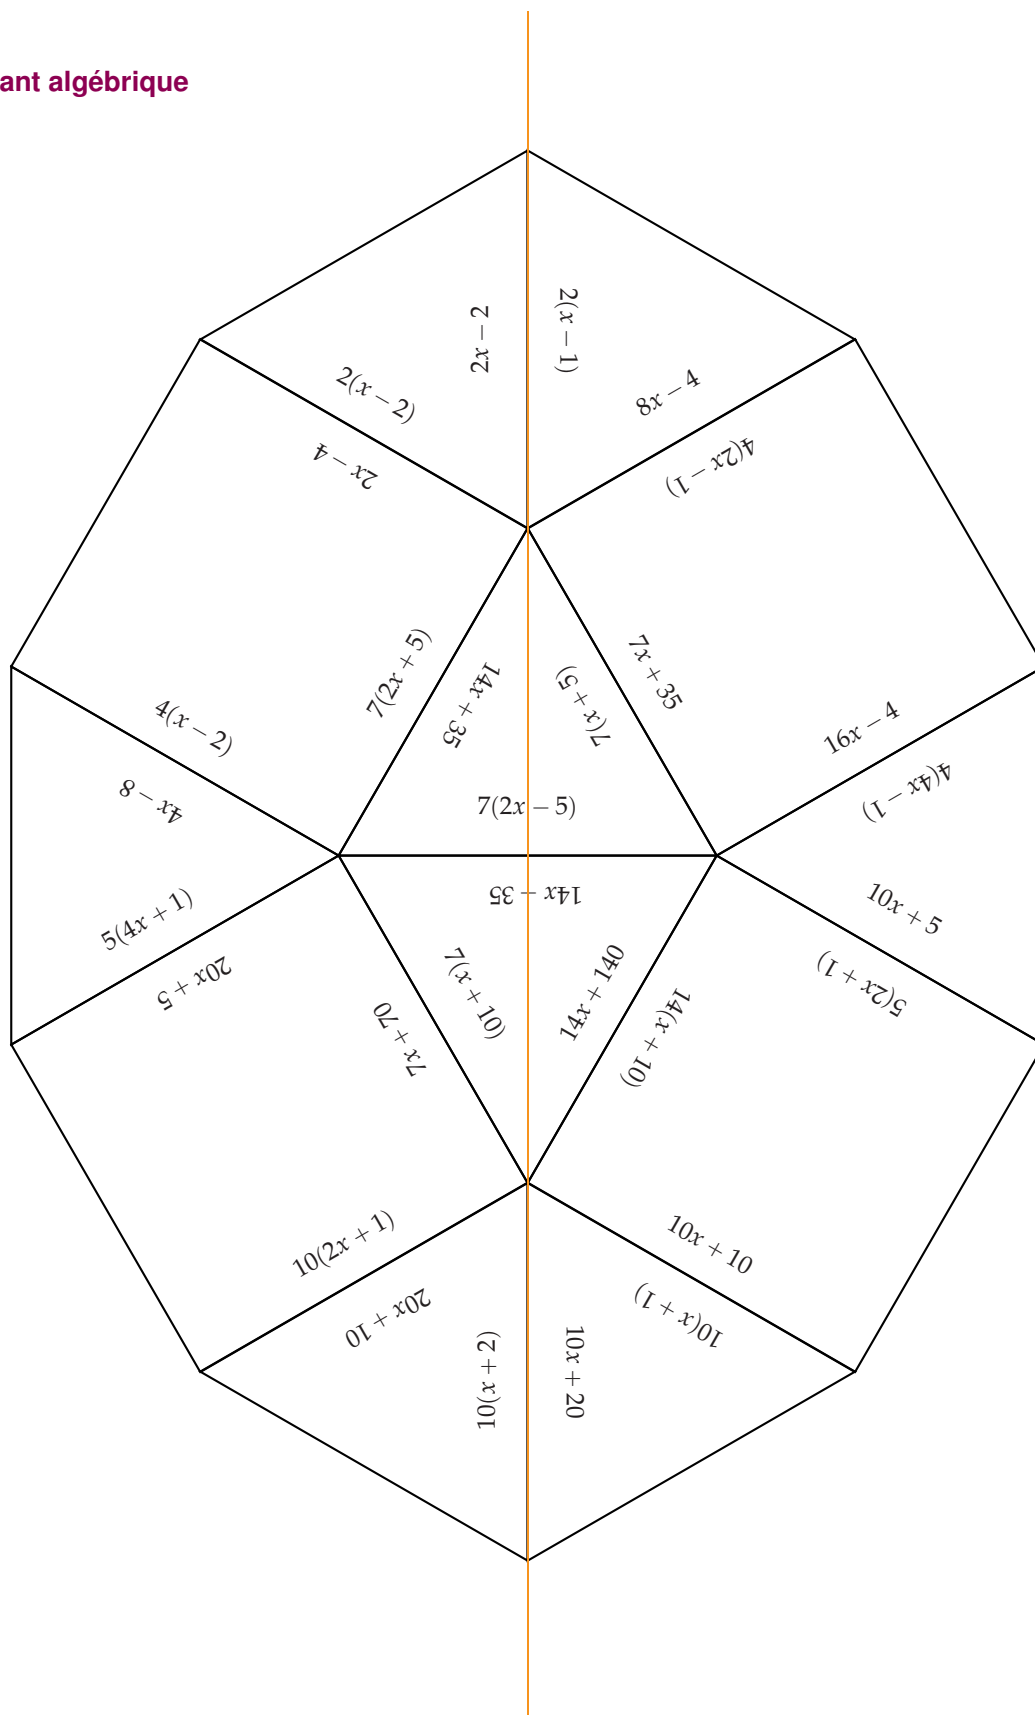 ant algébrique
2x − 2
2(x − 1)
2(x − 2)
8x − 4
2x − 4
4(2x − 1)
7(2x + 5)
14x + 35
7(x + 5)
7x + 35
4(x − 2)
16x − 4
4x − 8
7(2x − 5)
4(4x − 1)
14x − 35
5(4x + 1)
10x + 5
20x + 5
7(x + 10)
14x + 140
5(2x + 1)
7x + 70
14(x + 10)
10(2x + 1)
10x + 10
20x + 10
10(x + 1)
10(x + 2)
10x + 20